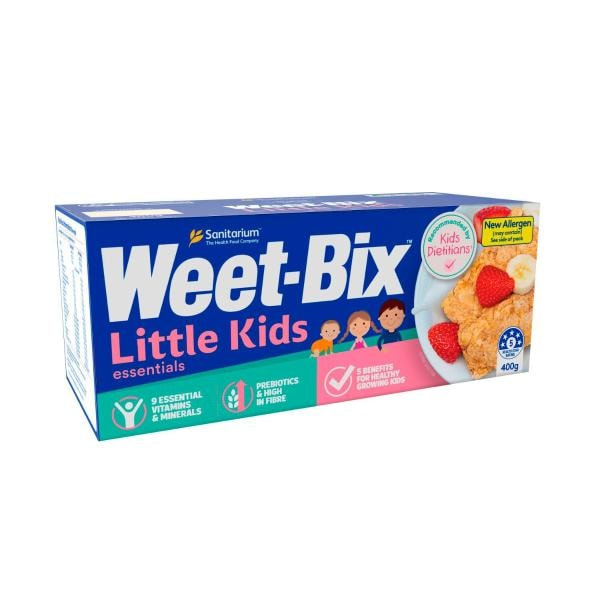 Sanitarium™
The Health Food Company
Weet-Bix™
Little Kids
essentials
9 ESSENTIAL
VITAMINS
& MINERALS
PREBIOTICS
& HIGH
IN FIBRE
5 BENEFITS
FOR HEALTHY
GROWING KIDS
Recommended by
Kids
Dietitians
New Allergen
(may contain)
See side of pack
5
HEALTH STAR
RATING
400g